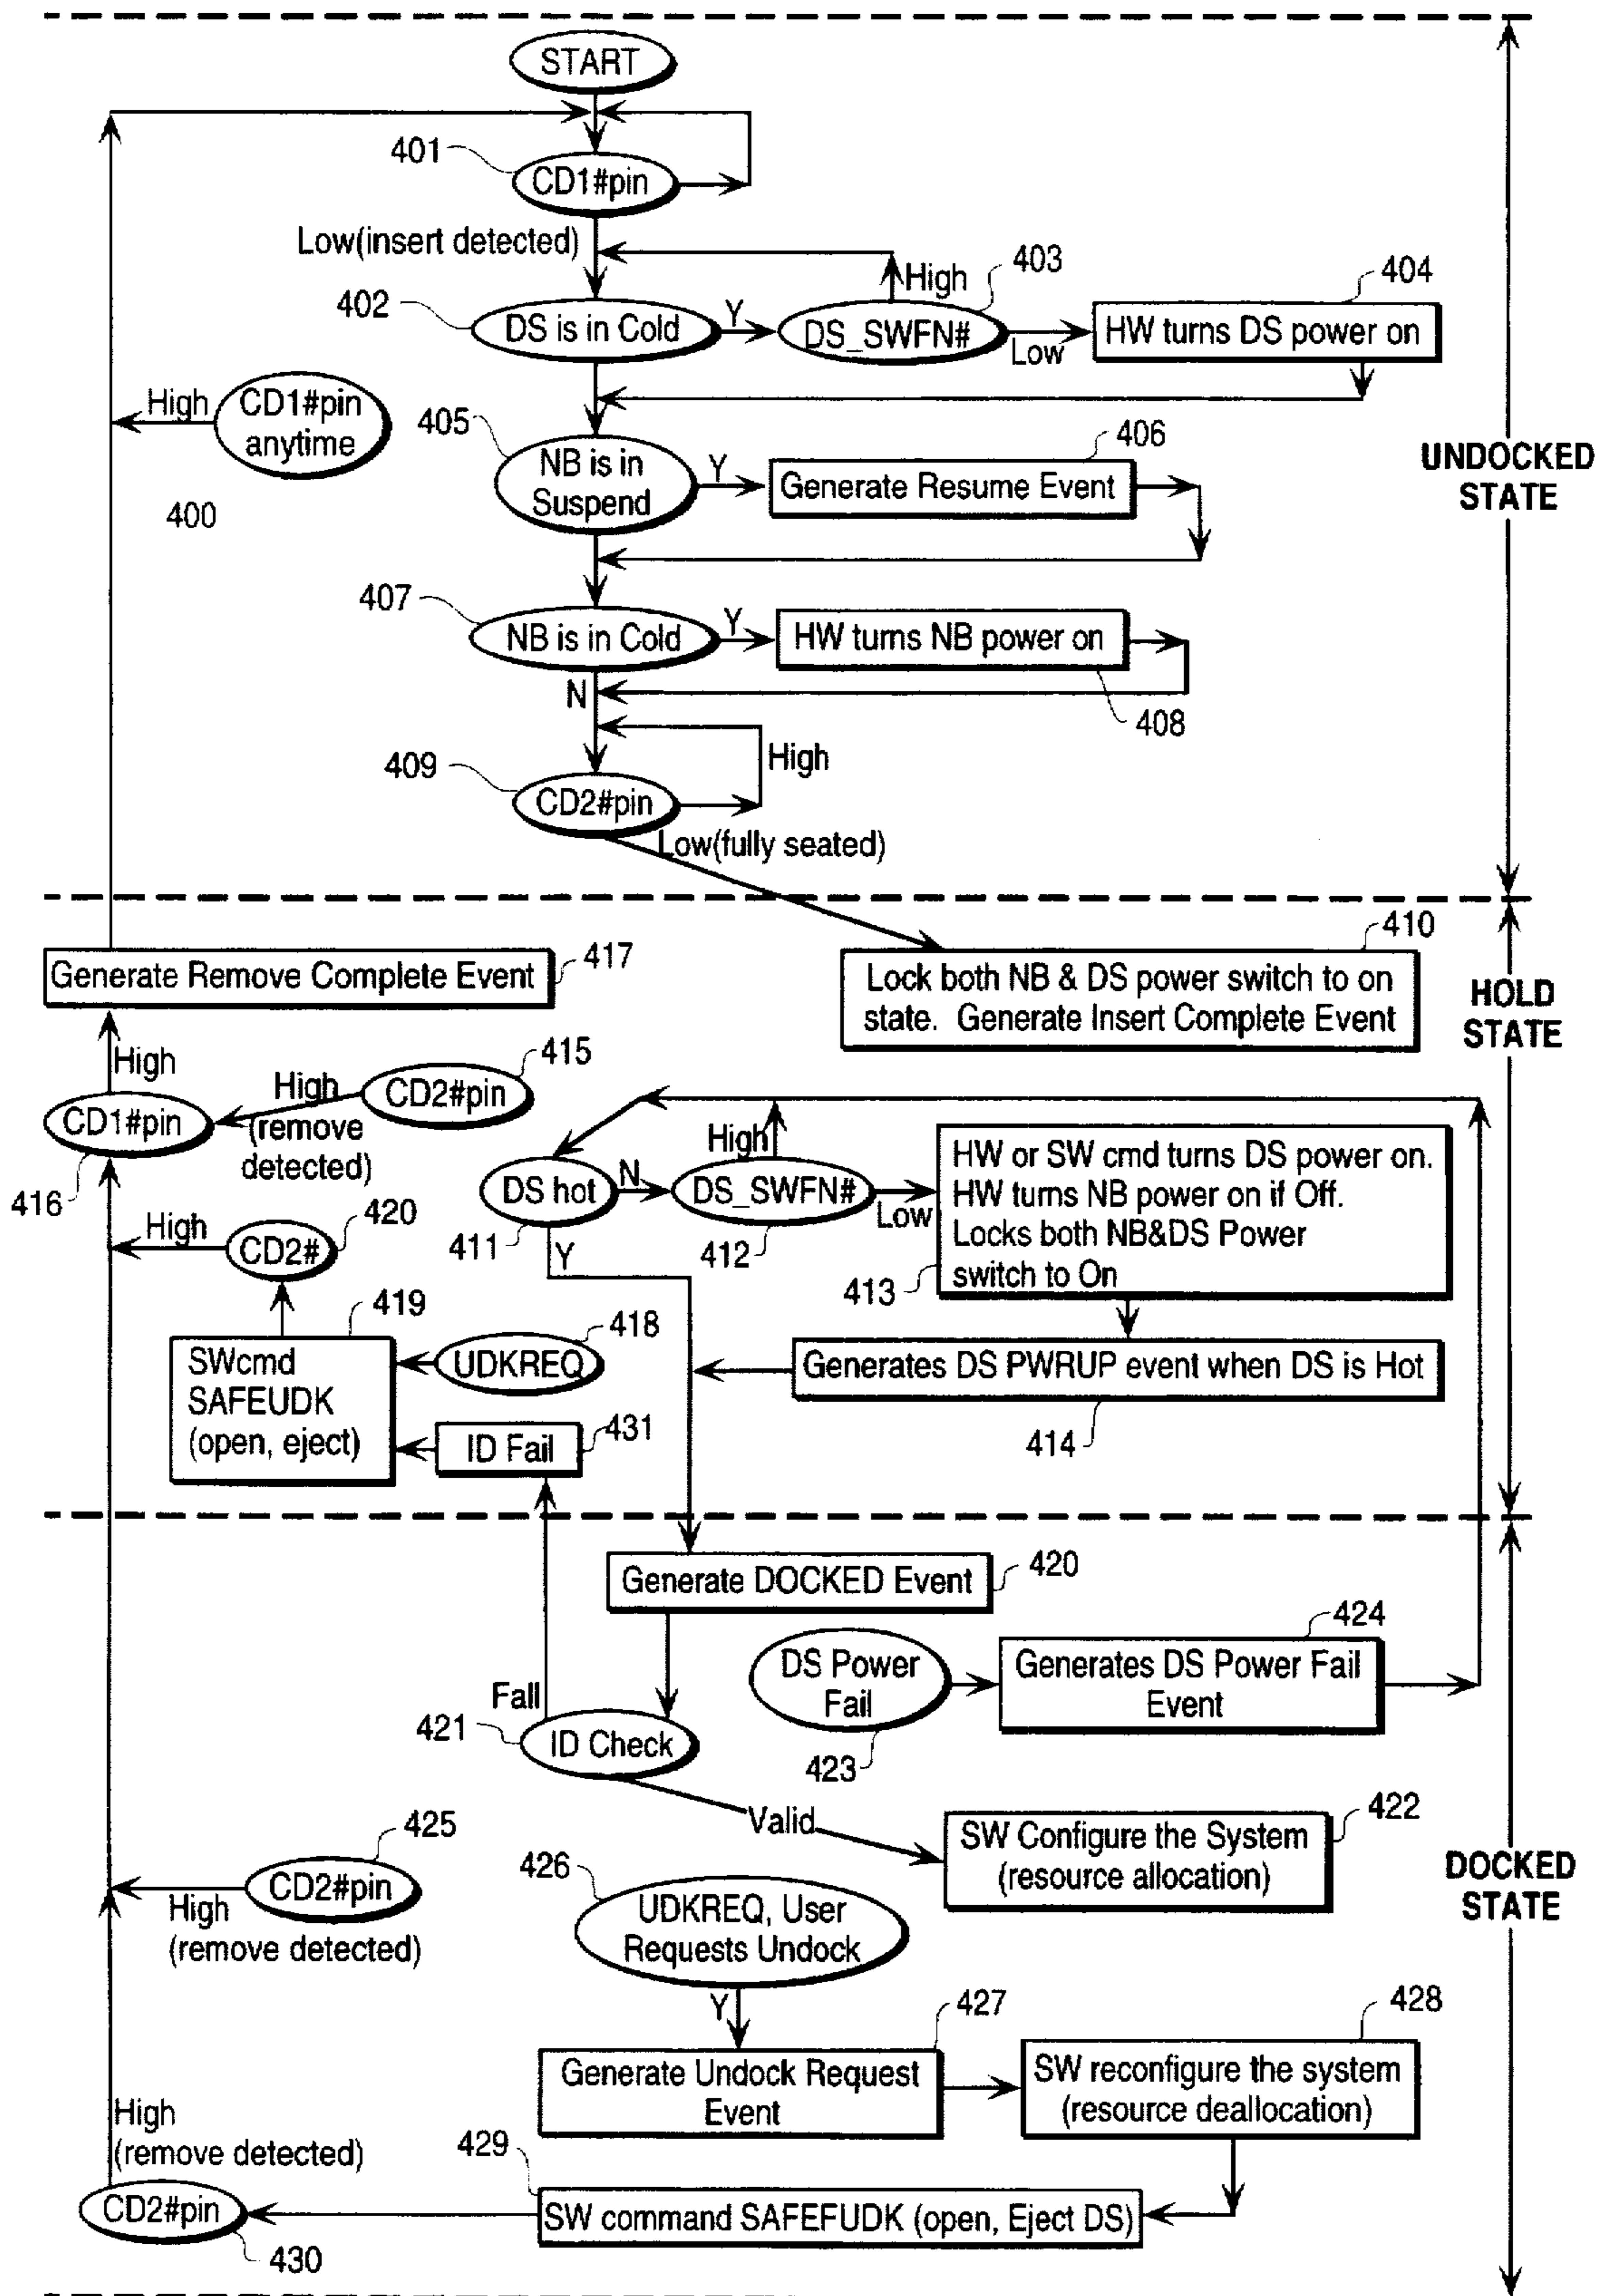 START
401
CD1#pin
Low(insert detected)
High
403
404
402
DS is in Cold
Y
DS_SWFN#
Low
HW turns DS power on
High
CD1#pin
anytime
400
405
NB is in
Suspend
Y
406
Generate Resume Event
UNDOCKED
STATE
407
NB is in Cold
Y
HW turns NB power on
N
408
High
409
CD2#pin
Low(fully seated)
410
Generate Remove Complete Event
417
Lock both NB & DS power switch to on
state. Generate Insert Complete Event
HOLD
STATE
High
415
CD1#pin
High
(remove
detected)
CD2#pin
416
High
DS hot
N
DS_SWFN#
Low
HW or SW cmd turns DS power on.
HW turns NB power on if Off.
Locks both NB&DS Power
switch to On
411
Y
412
413
High
CD2#
420
419
418
SWcmd
SAFEUDK
(open, eject)
UDKREQ
Generates DS PWRUP event when DS is Hot
431
ID Fail
414
Generate DOCKED Event
420
424
DS Power
Fail
Generates DS Power Fail
Event
Fall
421
ID Check
423
Valid
422
SW Configure the System
(resource allocation)
425
CD2#pin
High
(remove detected)
426
UDKREQ, User
Requests Undock
DOCKED
STATE
Y
427
428
Generate Undock Request
Event
SW reconfigure the system
(resource deallocation)
High
(remove detected)
429
CD2#pin
SW command SAFEFUDK (open, Eject DS)
430